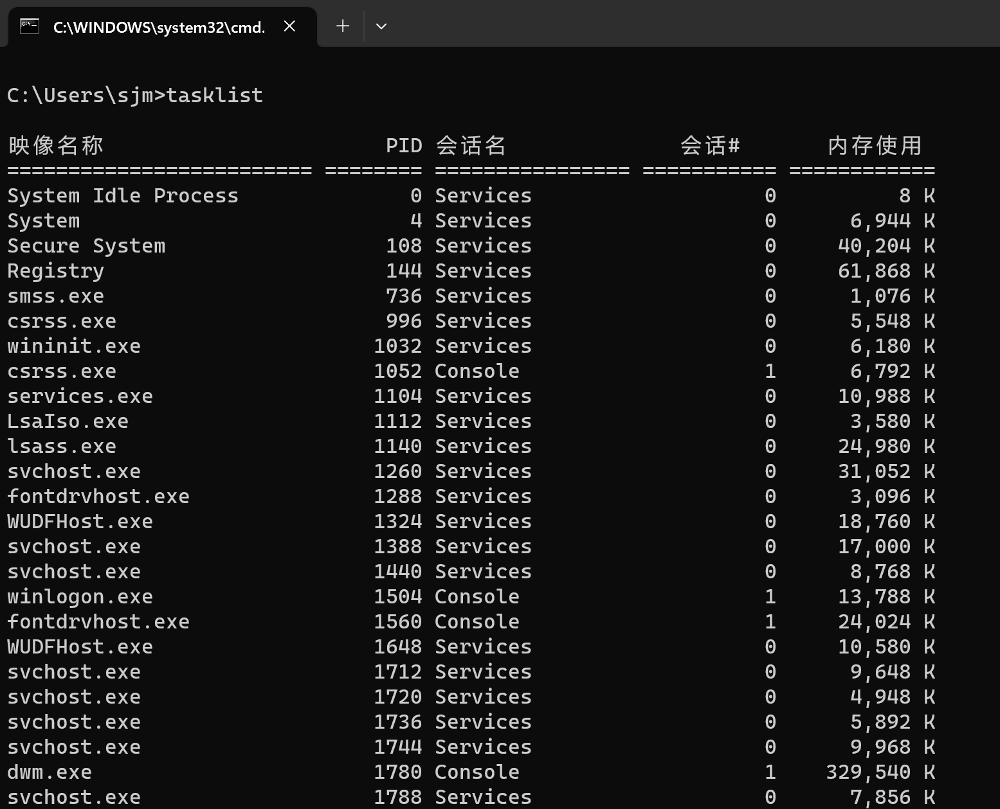 C:\WINDOWS\system32\cmd.
C:\Users\sjm>tasklist
映像名称                       PID 会话名              会话#       内存使用
========================= ======== ================ =========== ============
System Idle Process              0 Services                   0          8 K
System                           4 Services                   0      6,944 K
Secure System                  108 Services                   0     40,204 K
Registry                       144 Services                   0     61,868 K
smss.exe                       736 Services                   0      1,076 K
csrss.exe                      996 Services                   0      5,548 K
wininit.exe                   1032 Services                   0      6,180 K
csrss.exe                     1052 Console                    1      6,792 K
services.exe                  1104 Services                   0     10,988 K
LsaIso.exe                    1112 Services                   0      3,580 K
lsass.exe                     1140 Services                   0     24,980 K
svchost.exe                   1260 Services                   0     31,052 K
fontdrvhost.exe               1288 Services                   0      3,096 K
WUDFHost.exe                  1324 Services                   0     18,760 K
svchost.exe                   1388 Services                   0     17,000 K
svchost.exe                   1440 Services                   0      8,768 K
winlogon.exe                  1504 Console                    1     13,788 K
fontdrvhost.exe               1560 Console                    1     24,024 K
WUDFHost.exe                  1648 Services                   0     10,580 K
svchost.exe                   1712 Services                   0      9,648 K
svchost.exe                   1720 Services                   0      4,948 K
svchost.exe                   1736 Services                   0      5,892 K
svchost.exe                   1744 Services                   0      9,968 K
dwm.exe                       1780 Console                    1    329,540 K
svchost.exe                   1788 Services                   0      7,856 K